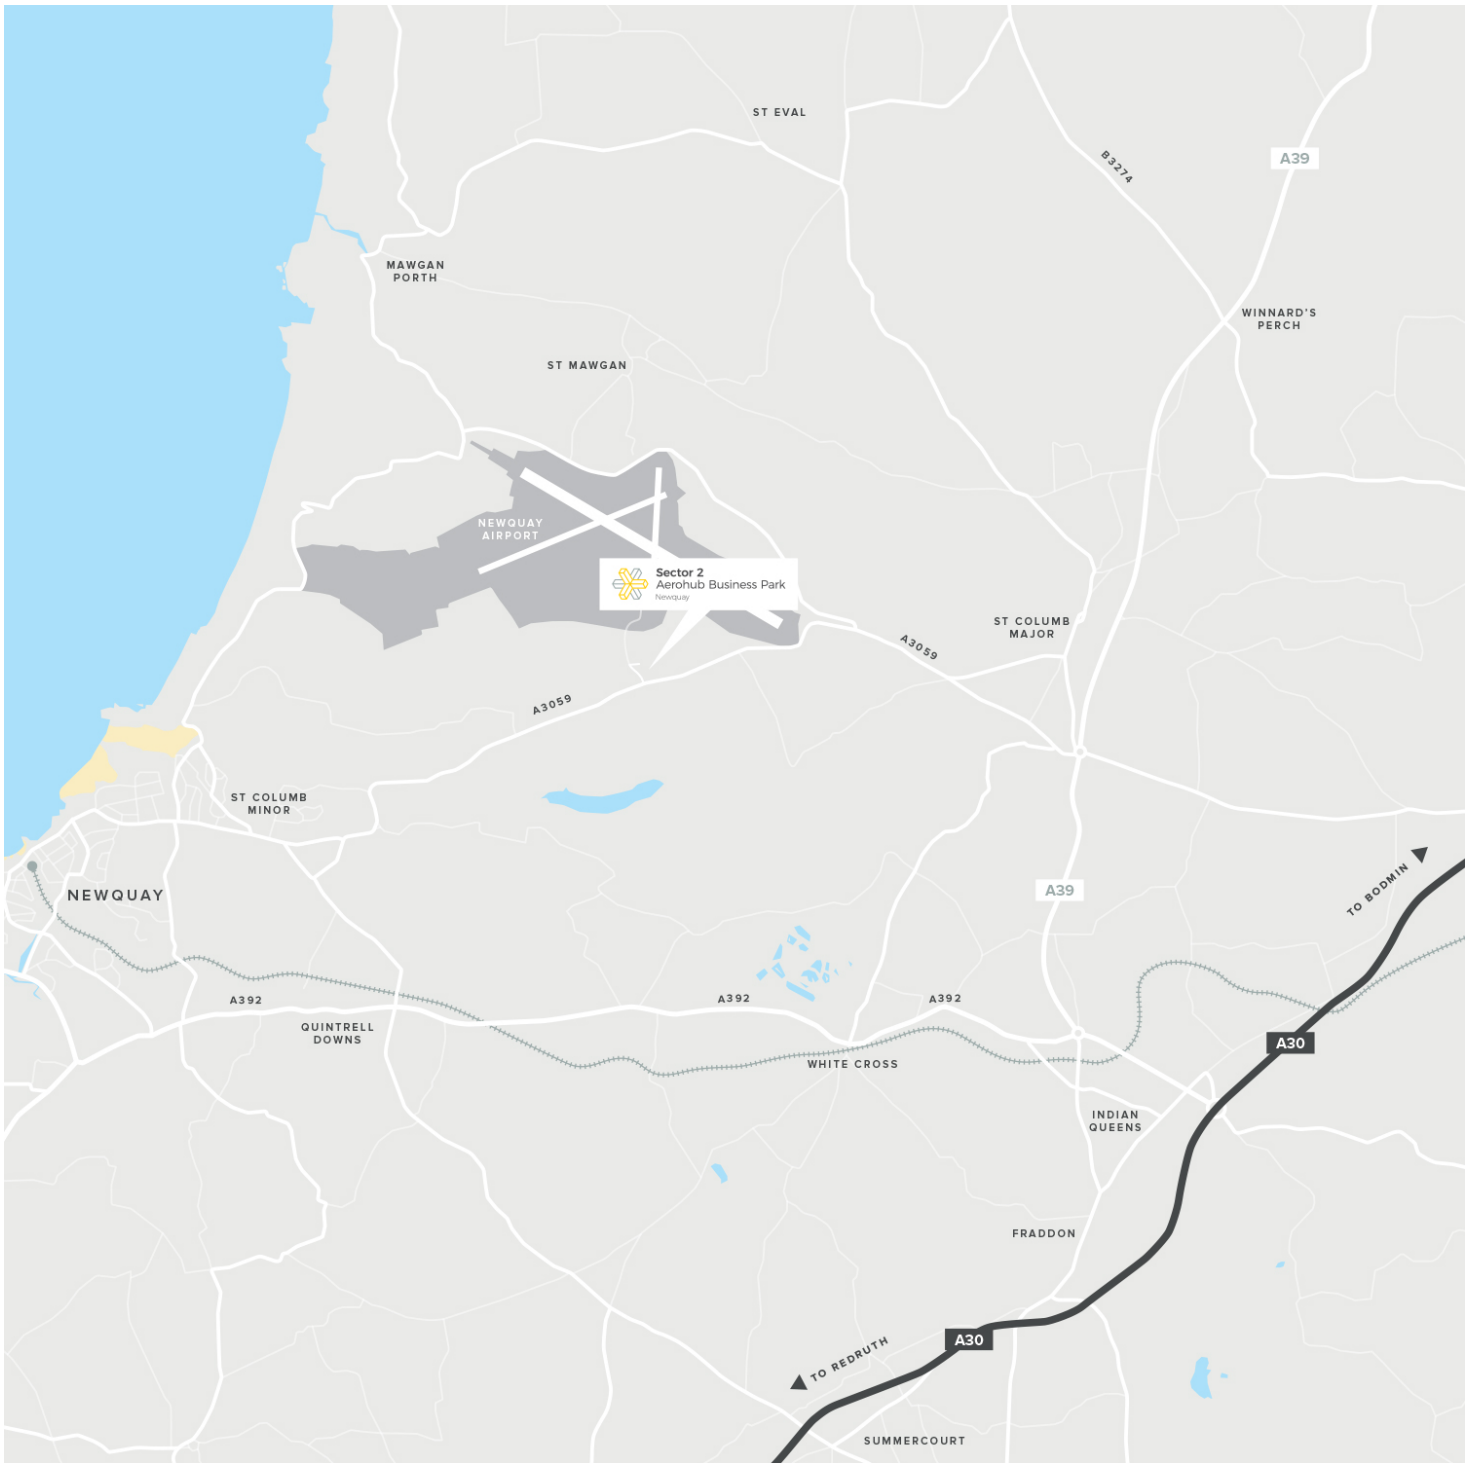 ST EVAL
B3274
A39
MAWGAN
PORTH
WINNARD'S
PERCH
ST MAWGAN
NEWQUAY
AIRPORT
Sector 2
Aerohub Business Park
Newquay
ST COLUMB
MAJOR
A3059
A3059
ST COLUMB
MINOR
A39
TO BODMIN
NEWQUAY
A392
A392
A392
QUINTRELL
DOWNS
A30
WHITE CROSS
INDIAN
QUEENS
FRADDON
A30
TO REDRUTH
SUMMERCOURT